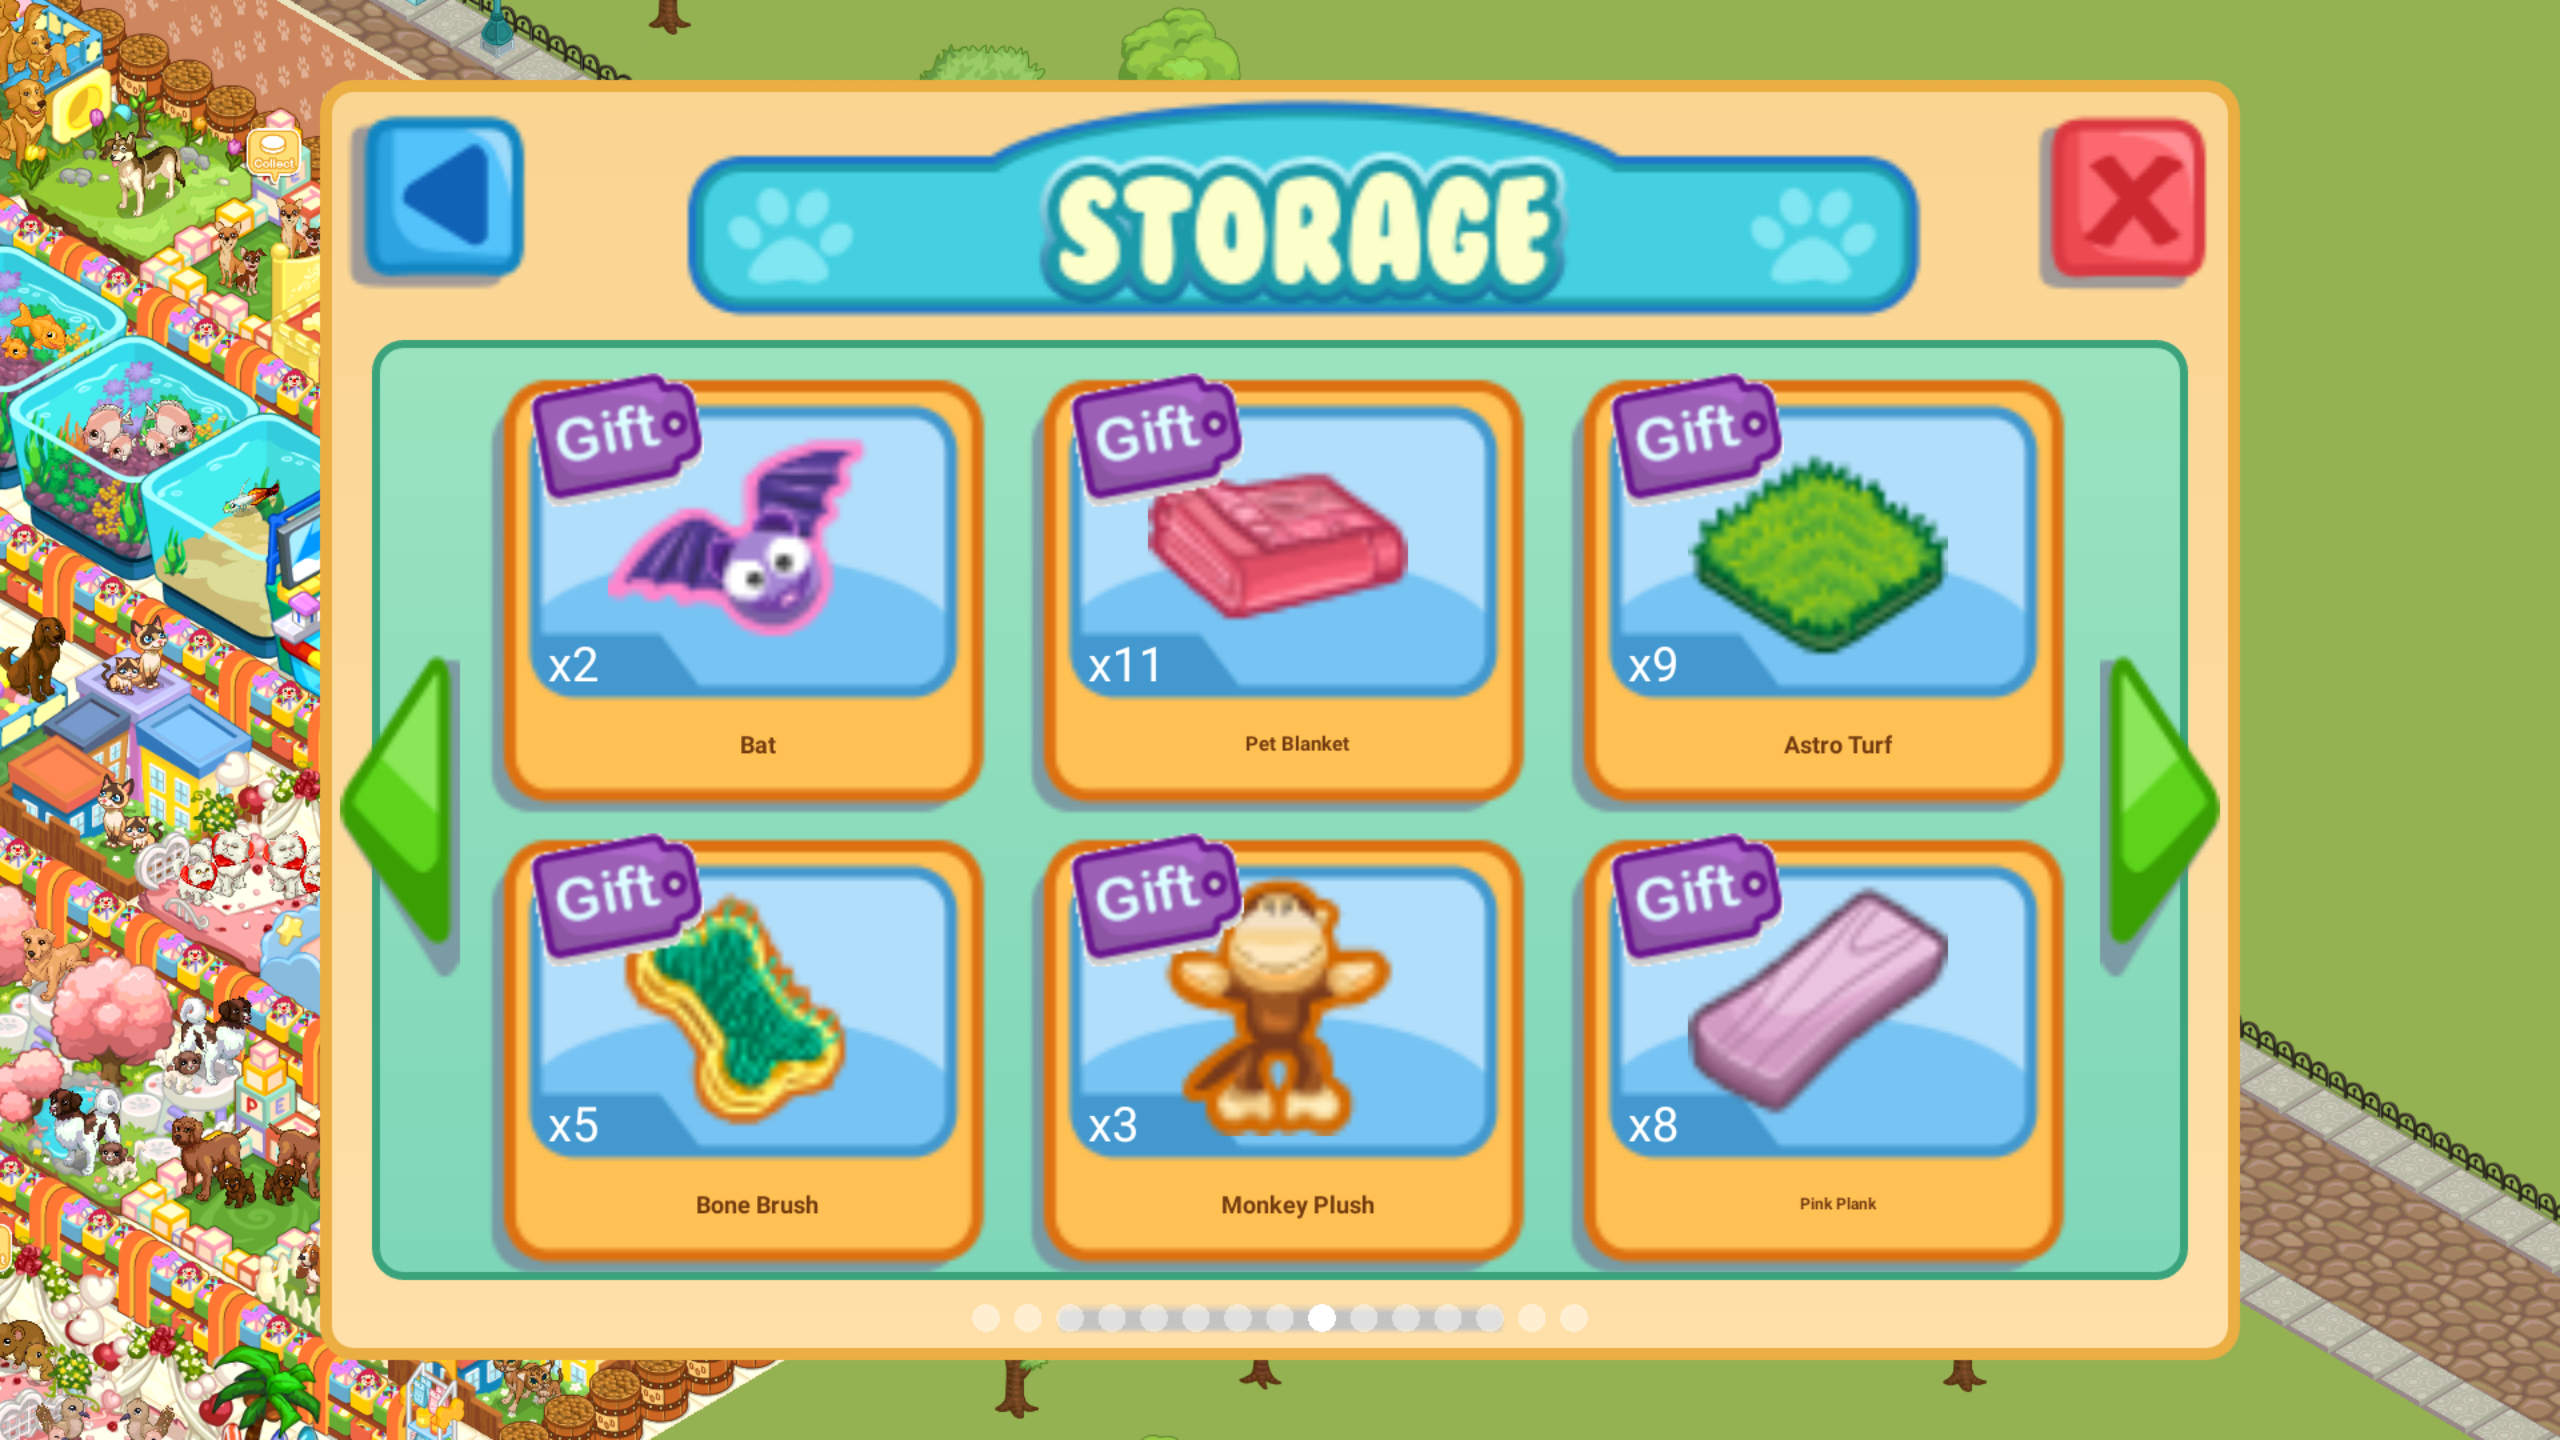 Collect
STORAGE
Gift
x2
Bat
Gift
x11
Pet Blanket
Gift
x9
Astro Turf
Gift
x5
Bone Brush
Gift
x3
Monkey Plush
Gift
x8
Pink Plank
P E